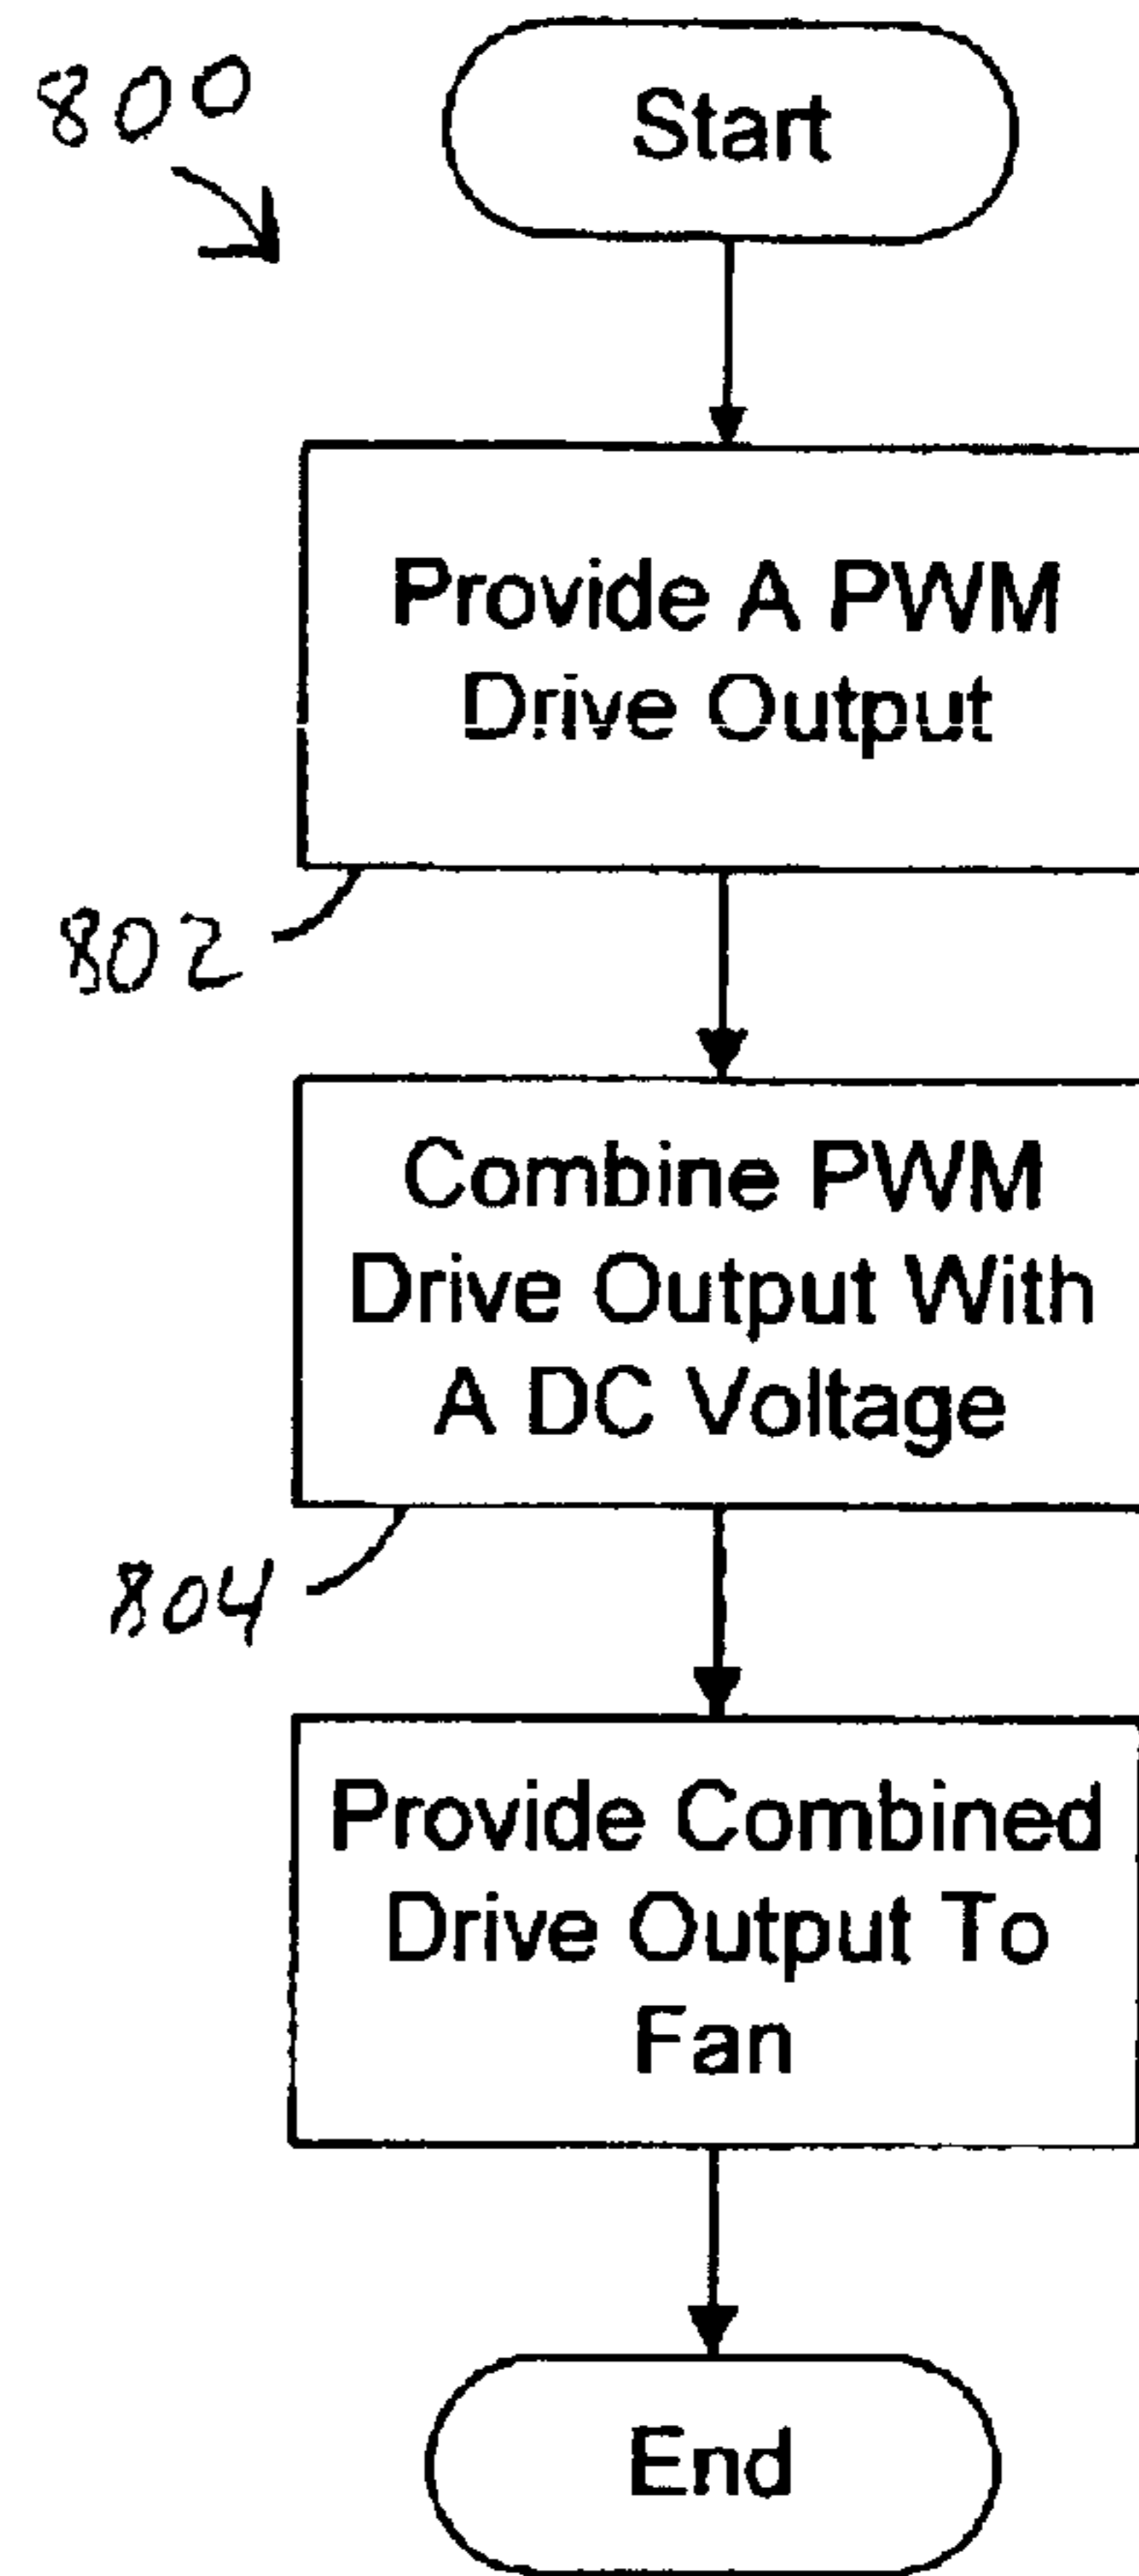 800
Start
Provide A PWM
Drive Output
802
Combine PWM
Drive Output With
A DC Voltage
804
Provide Combined
Drive Output To
Fan
End